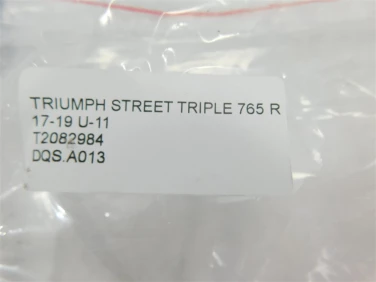 TRIUMPH STREET TRIPLE 765 R
17-19 U-11
T2082984
DQS.A013